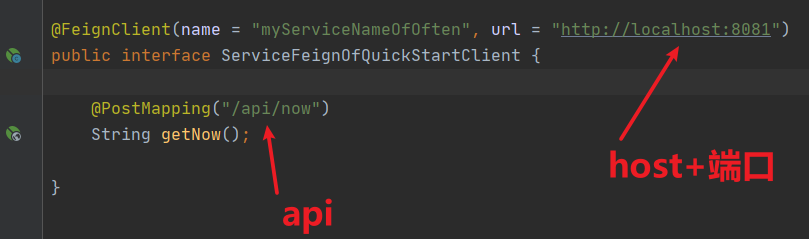 @FeignClient(name = "myServiceNameOfOften", url = "http://localhost:8081")
public interface ServiceFeignOfQuickStartClient {
@PostMapping("/api/now")
String getNow();
host+端口
}
api